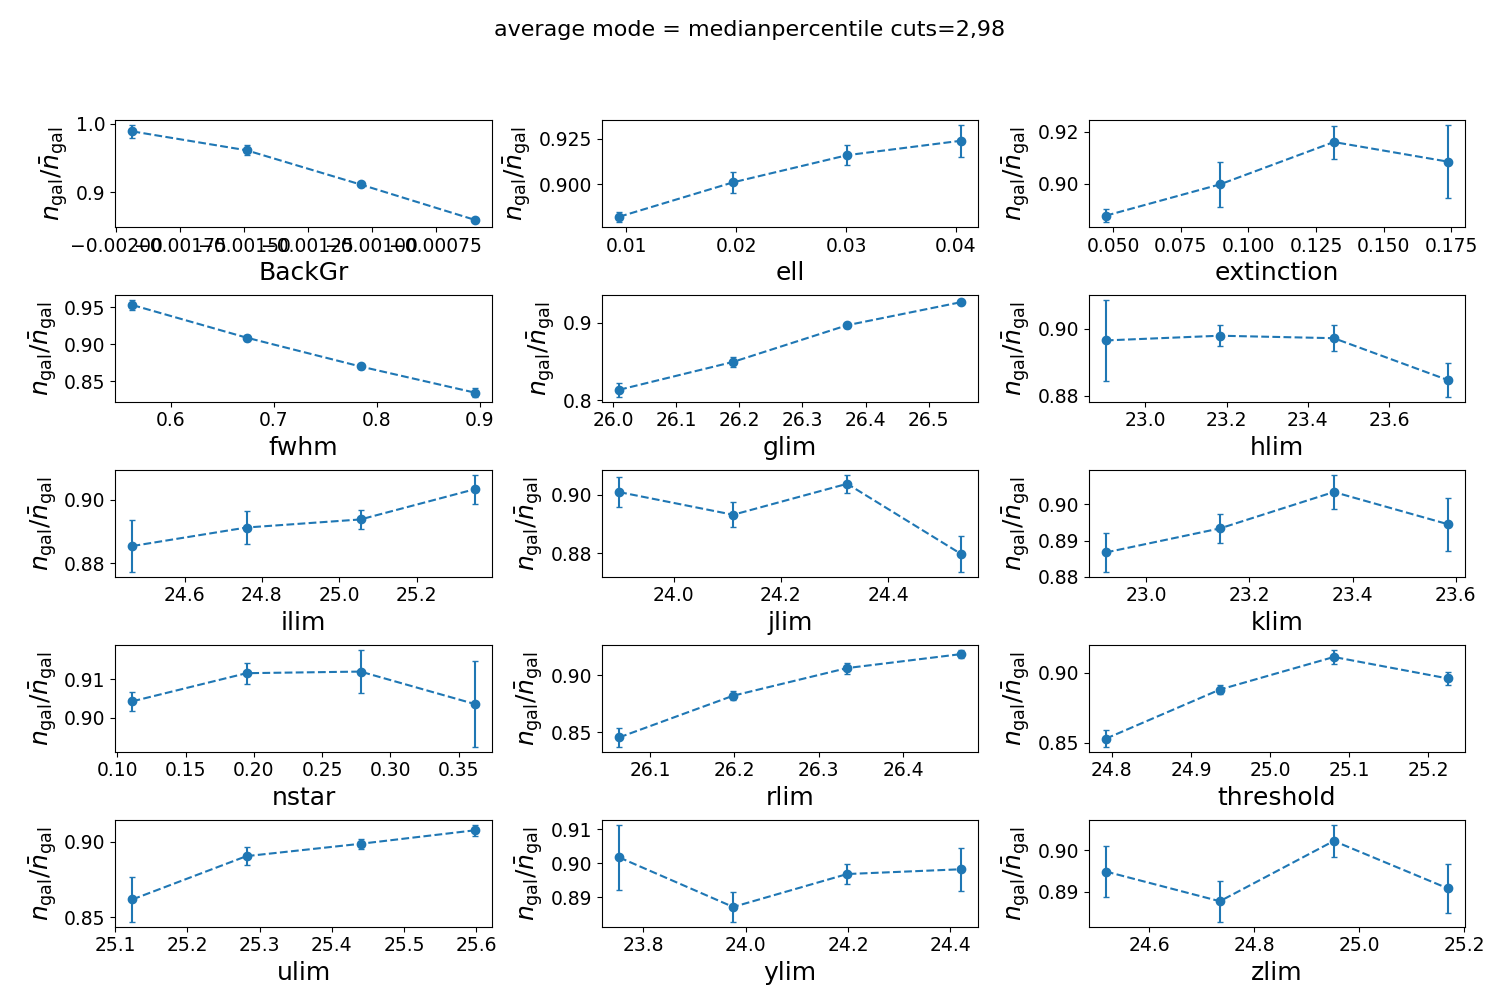 average mode = medianpercentile cuts=2,98
n_gal/n̄_gal
1.0
0.9
−0.00200 −0.00175 −0.00150 −0.00125 −0.00100 −0.00075
BackGr
n_gal/n̄_gal
0.925
0.900
0.01 0.02 0.03 0.04
ell
n_gal/n̄_gal
0.92
0.90
0.050 0.075 0.100 0.125 0.150 0.175
extinction
n_gal/n̄_gal
0.95
0.90
0.85
0.6 0.7 0.8 0.9
fwhm
n_gal/n̄_gal
0.9
0.8
26.0 26.1 26.2 26.3 26.4 26.5
glim
n_gal/n̄_gal
0.90
0.88
23.0 23.2 23.4 23.6
hlim
n_gal/n̄_gal
0.90
0.88
24.6 24.8 25.0 25.2
ilim
n_gal/n̄_gal
0.90
0.88
24.0 24.2 24.4
jlim
n_gal/n̄_gal
0.90
0.89
0.88
23.0 23.2 23.4 23.6
klim
n_gal/n̄_gal
0.91
0.90
0.10 0.15 0.20 0.25 0.30 0.35
nstar
n_gal/n̄_gal
0.90
0.85
26.1 26.2 26.3 26.4
rlim
n_gal/n̄_gal
0.90
0.85
24.8 24.9 25.0 25.1 25.2
threshold
n_gal/n̄_gal
0.90
0.85
25.1 25.2 25.3 25.4 25.5 25.6
ulim
n_gal/n̄_gal
0.91
0.90
0.89
23.8 24.0 24.2 24.4
ylim
n_gal/n̄_gal
0.90
0.89
24.6 24.8 25.0 25.2
zlim